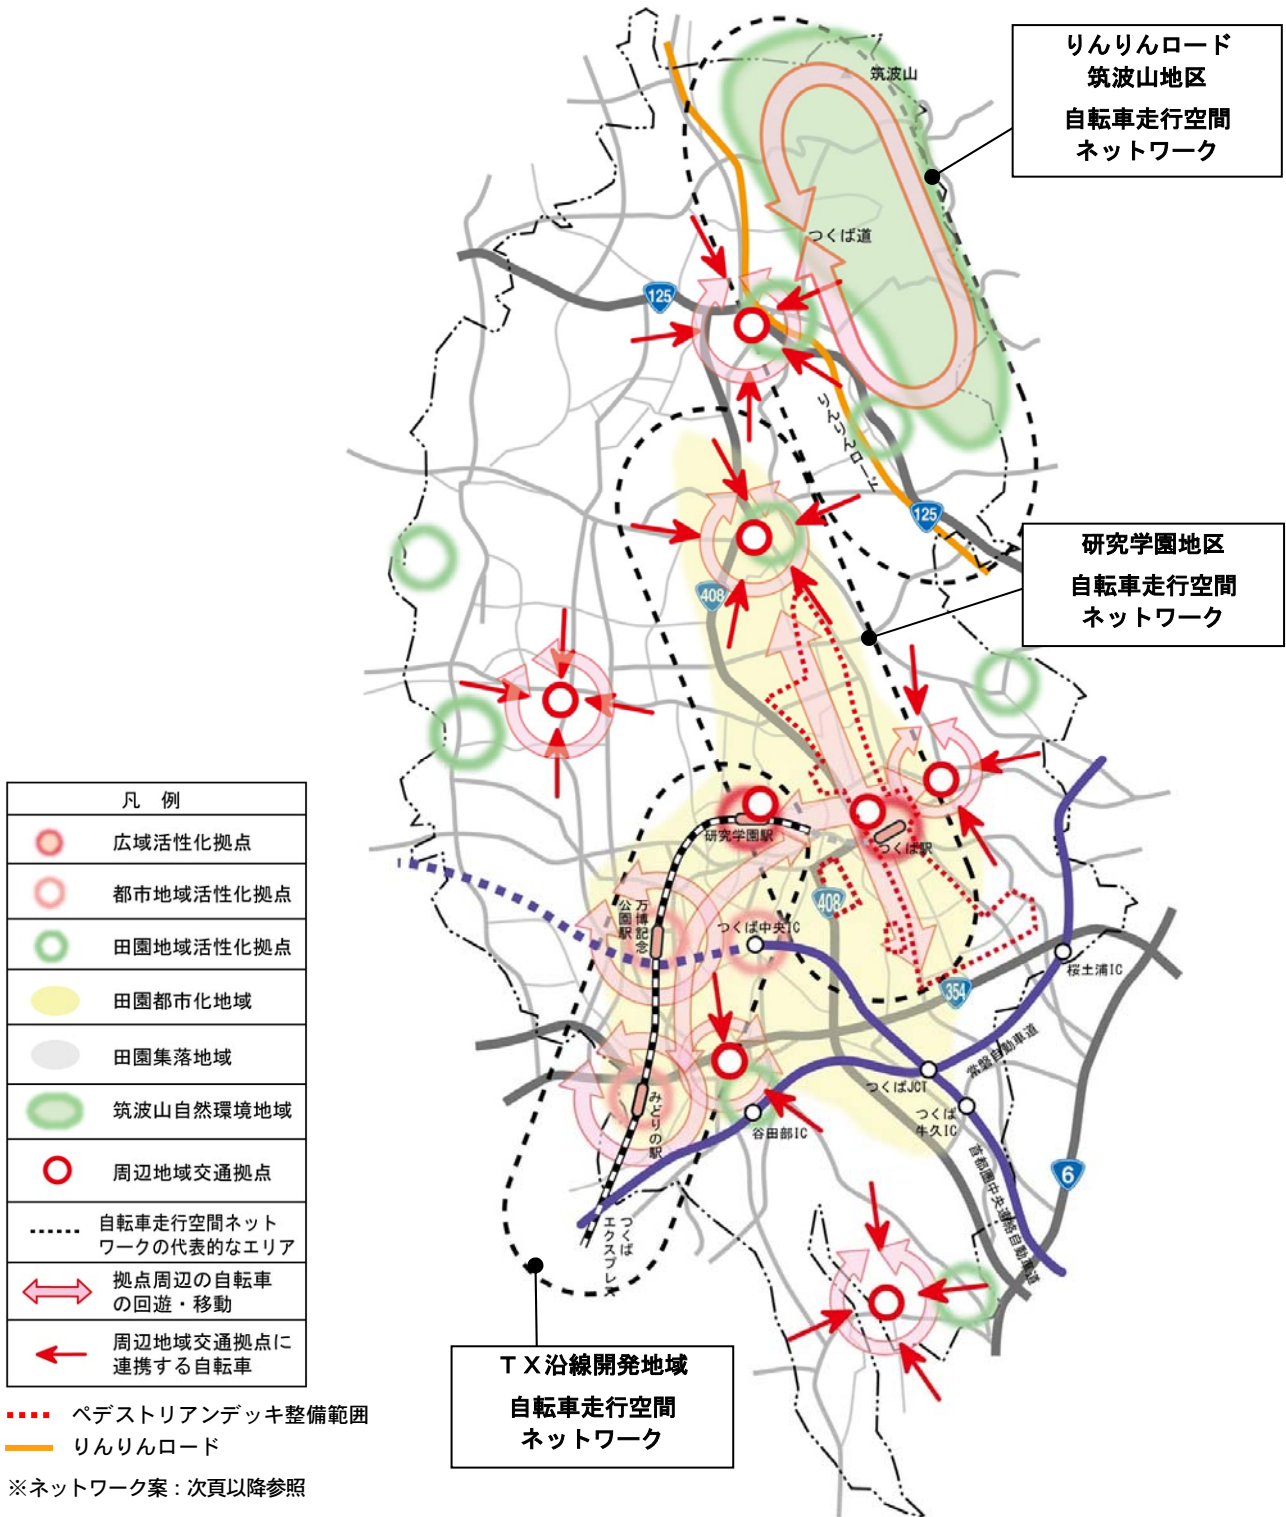 りんりんロード
筑波山地区
自転車走行空間
ネットワーク
筑波山
つくば道
125
りんりんロード
125
研究学園地区
自転車走行空間
ネットワーク
408
研究学園駅
つくば駅
408
万博記念
公園駅
つくば中央IC
桜土浦IC
354
常磐自動車道
つくばJCT
つくば
牛久IC
みどりの駅
谷田部IC
6
首都圏中央連絡自動車道
つくば
エクスプレス
TX沿線開発地域
自転車走行空間
ネットワーク
凡 例
広域活性化拠点
都市地域活性化拠点
田園地域活性化拠点
田園都市化地域
田園集落地域
筑波山自然環境地域
周辺地域交通拠点
自転車走行空間ネット
ワークの代表的なエリア
拠点周辺の自転車
の回遊・移動
周辺地域交通拠点に
連携する自転車
ペデストリアンデッキ整備範囲
りんりんロード
※ネットワーク案：次頁以降参照